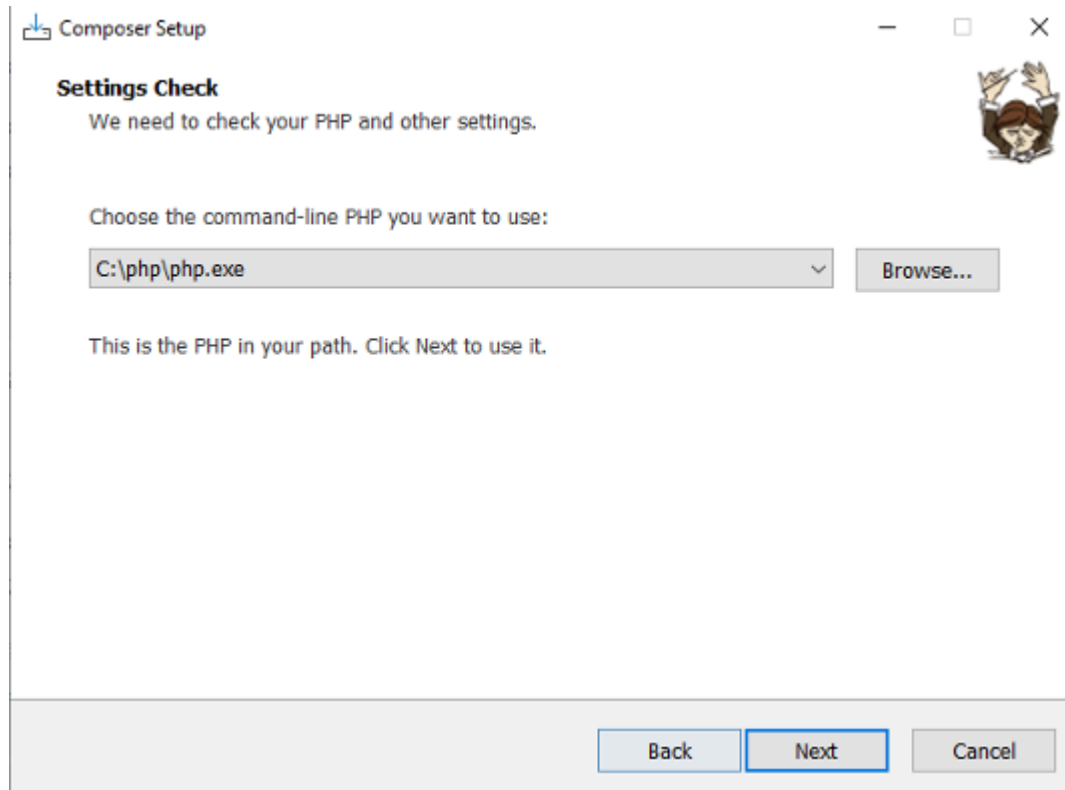 Composer Setup
Settings Check
We need to check your PHP and other settings.
Choose the command-line PHP you want to use:
C:\php\php.exe
Browse...
This is the PHP in your path. Click Next to use it.
Back
Next
Cancel